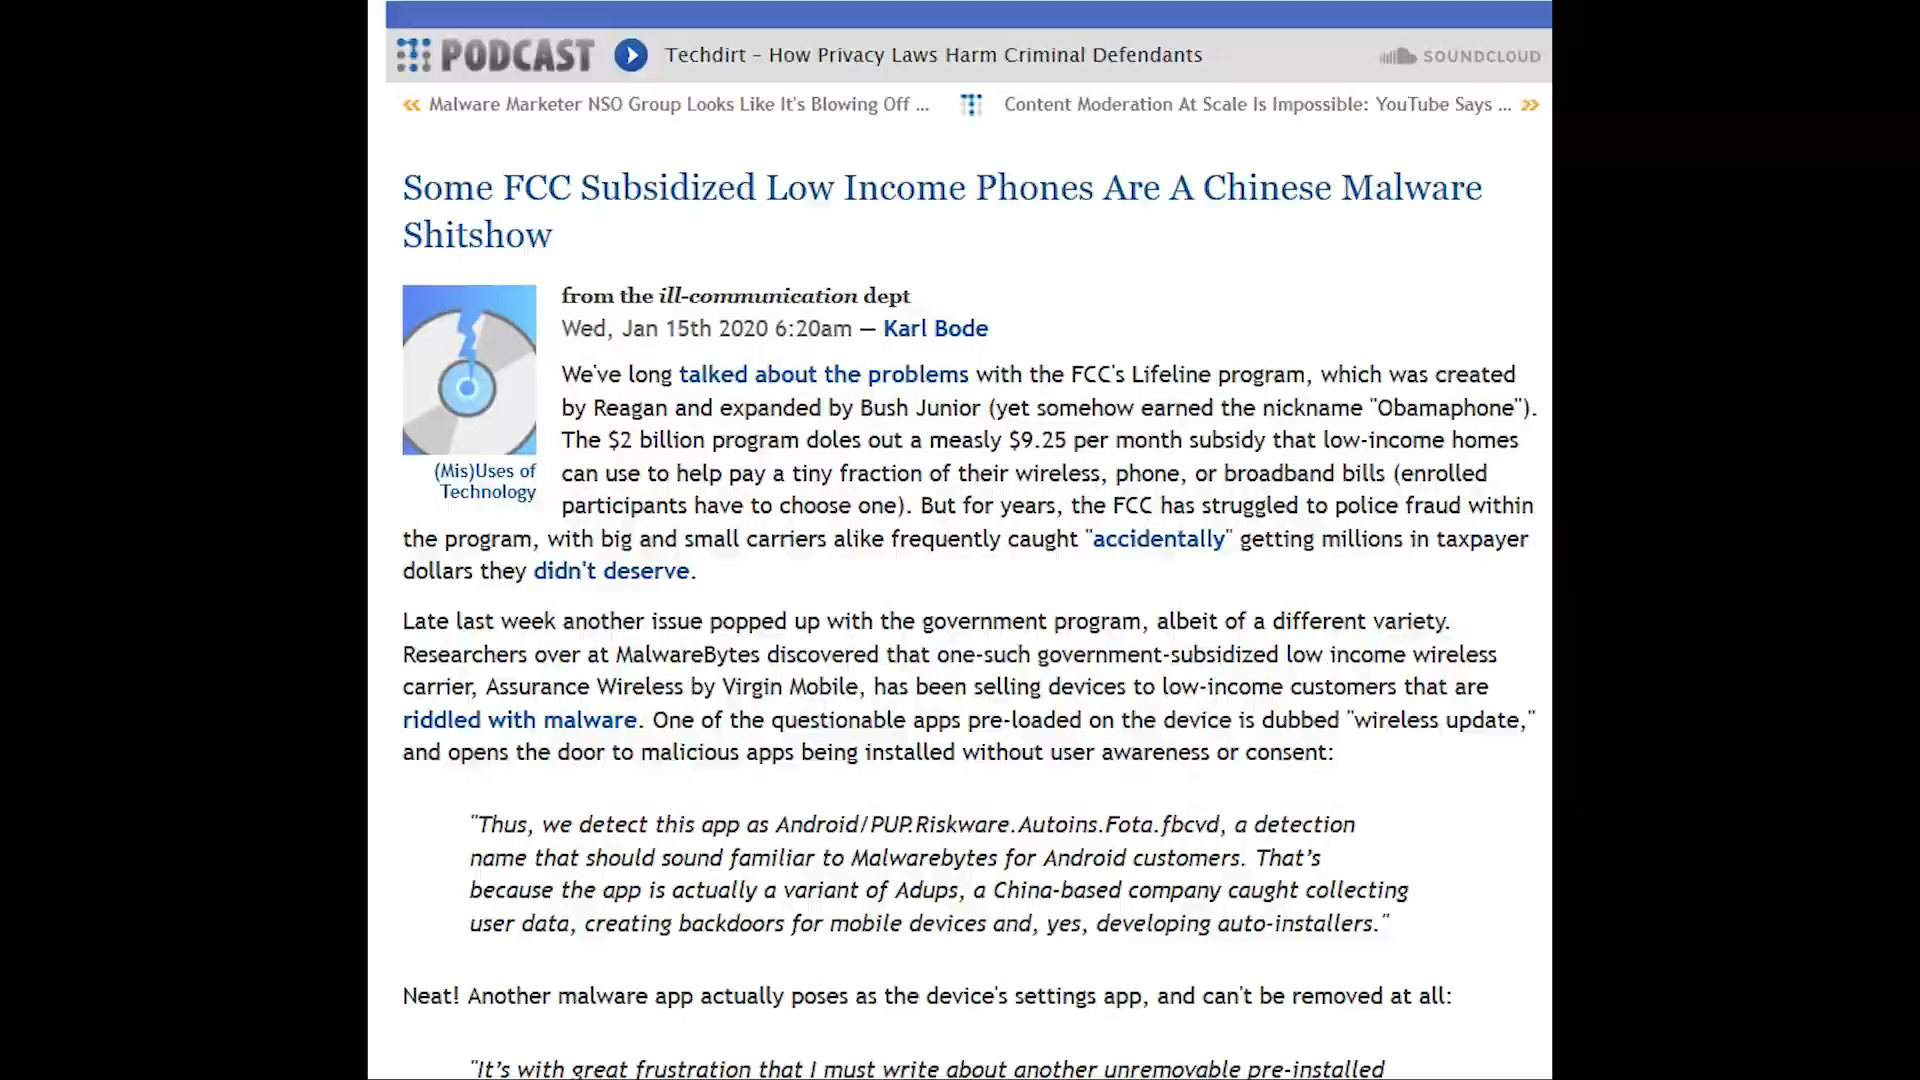 PODCAST Techdirt – How Privacy Laws Harm Criminal Defendants SOUNDCLOUD
« Malware Marketer NSO Group Looks Like It's Blowing Off ... Content Moderation At Scale Is Impossible: YouTube Says ... »
Some FCC Subsidized Low Income Phones Are A Chinese Malware
Shitshow
from the ill-communication dept
Wed, Jan 15th 2020 6:20am — Karl Bode
(Mis)Uses of
Technology
We've long talked about the problems with the FCC's Lifeline program, which was created
by Reagan and expanded by Bush Junior (yet somehow earned the nickname "Obamaphone").
The $2 billion program doles out a measly $9.25 per month subsidy that low-income homes
can use to help pay a tiny fraction of their wireless, phone, or broadband bills (enrolled
participants have to choose one). But for years, the FCC has struggled to police fraud within
the program, with big and small carriers alike frequently caught "accidentally" getting millions in taxpayer
dollars they didn't deserve.
Late last week another issue popped up with the government program, albeit of a different variety.
Researchers over at MalwareBytes discovered that one-such government-subsidized low income wireless
carrier, Assurance Wireless by Virgin Mobile, has been selling devices to low-income customers that are
riddled with malware. One of the questionable apps pre-loaded on the device is dubbed "wireless update,"
and opens the door to malicious apps being installed without user awareness or consent:
"Thus, we detect this app as Android/PUP.Riskware.Autoins.Fota.fbcvd, a detection
name that should sound familiar to Malwarebytes for Android customers. That’s
because the app is actually a variant of Adups, a China-based company caught collecting
user data, creating backdoors for mobile devices and, yes, developing auto-installers."
Neat! Another malware app actually poses as the device's settings app, and can't be removed at all:
"It’s with great frustration that I must write about another unremovable pre-installed